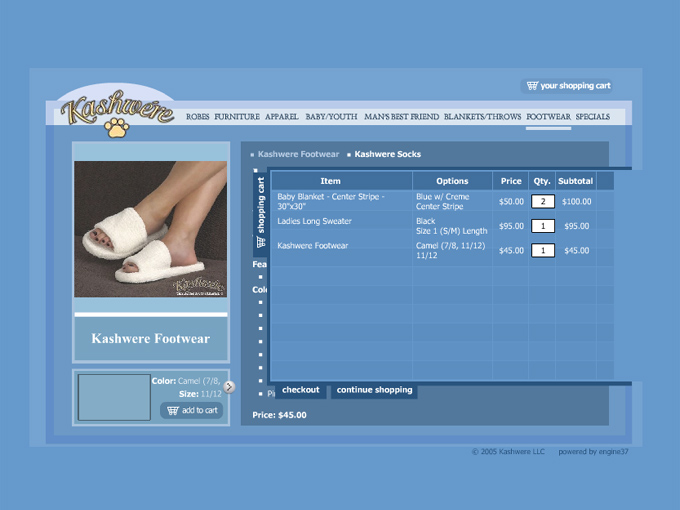 your shopping cart
Kashwere
ROBES FURNITURE APPAREL BABY/YOUTH MAN'S BEST FRIEND BLANKETS/THROWS FOOTWEAR SPECIALS
Kashwere Footwear Kashwere Socks
shopping cart
Item Options Price Qty. Subtotal
Baby Blanket - Center Stripe - 30"x30" Blue w/ Creme Center Stripe $50.00 2 $100.00
Ladies Long Sweater Black Size 1 (S/M) Length $95.00 1 $95.00
Kashwere Footwear Camel (7/8, 11/12) 11/12 $45.00 1 $45.00
Kashwere
Kashwere Footwear
Color: Camel (7/8,
Size: 11/12
add to cart
checkout continue shopping
Price: $45.00
© 2005 Kashwere LLC powered by engine37